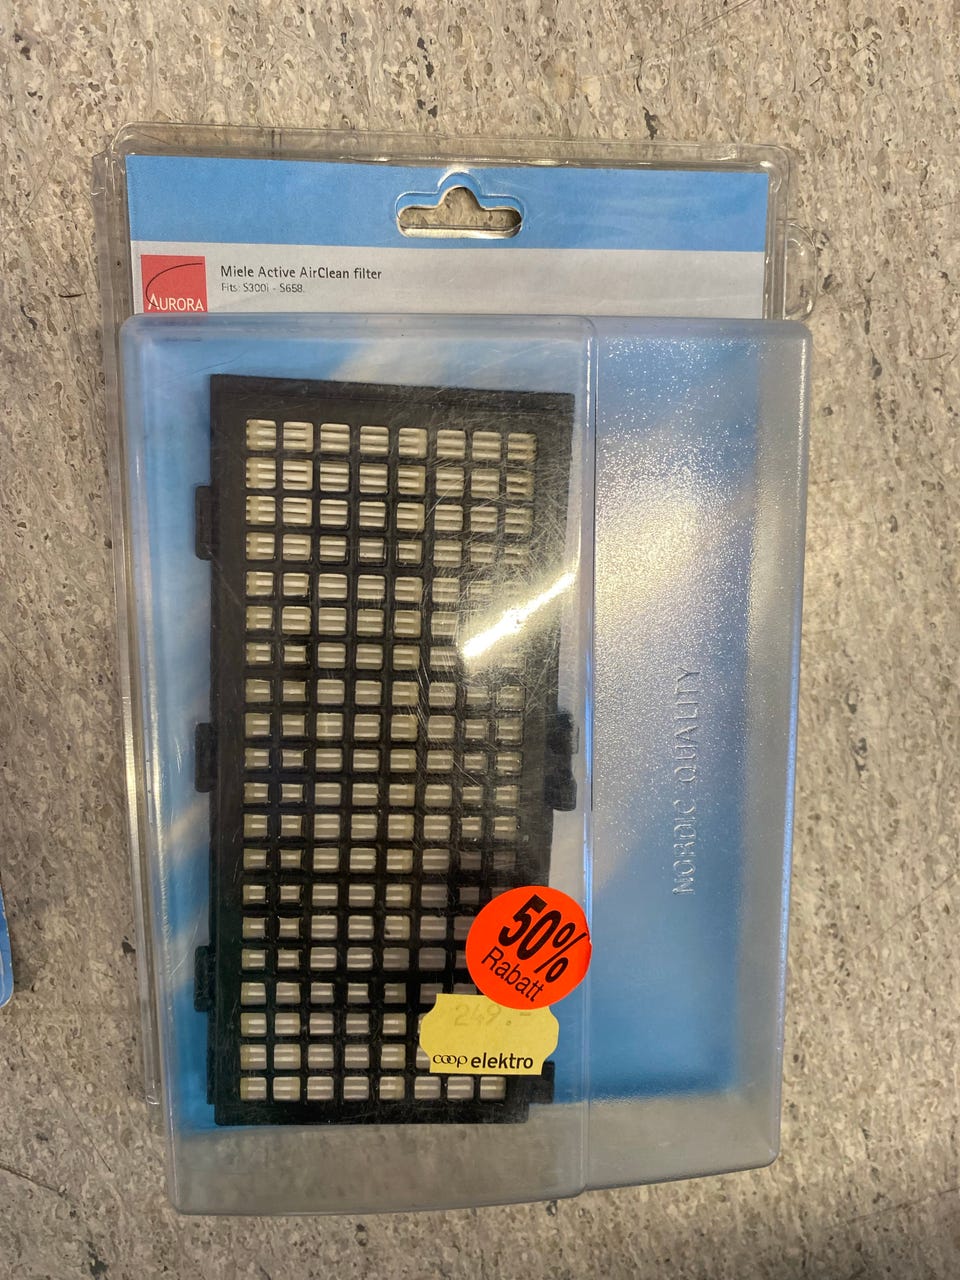 Miele Active AirClean filter
Fits: S300i - S658.
AURORA
NORDIC QUALITY
50%
Rabatt
249.-
coop elektro